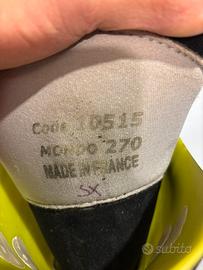 Code 10515
MONDO 270
MADE IN FRANCE
SX
subito